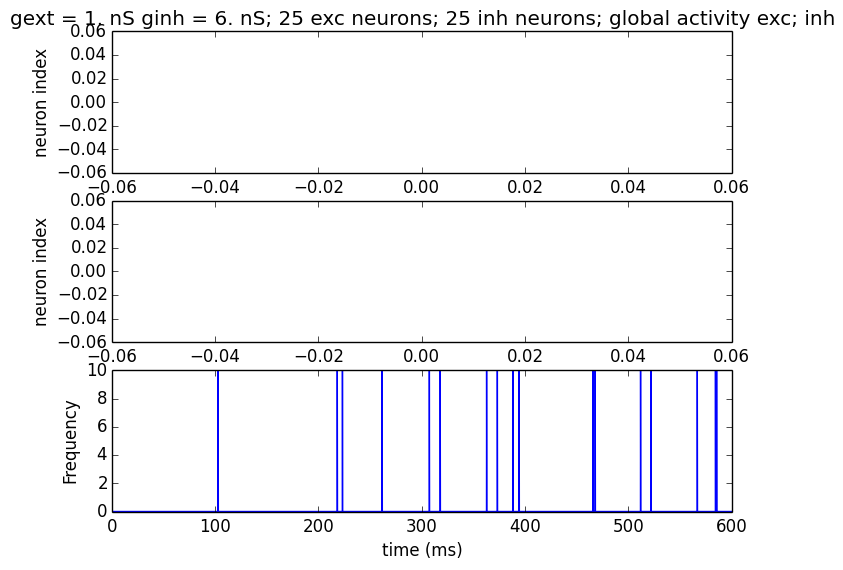 gext = 1. nS ginh = 6. nS; 25 exc neurons; 25 inh neurons; global activity exc; inh
0.06
0.04
0.02
0.00
−0.02
−0.04
−0.06
neuron index
−0.06 −0.04 −0.02 0.00 0.02 0.04 0.06
0.06
0.04
0.02
0.00
−0.02
−0.04
−0.06
neuron index
−0.06 −0.04 −0.02 0.00 0.02 0.04 0.06
10
8
6
4
2
0
Frequency
0 100 200 300 400 500 600
time (ms)